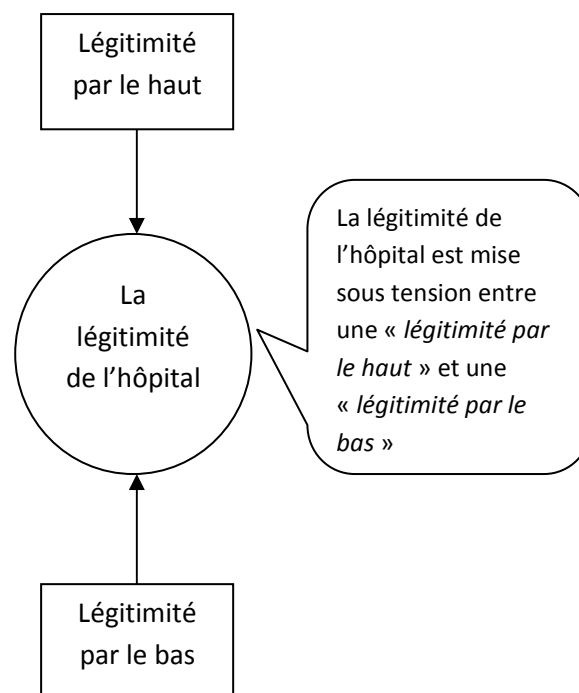 Légitimité
par le haut
La
légitimité
de l’hôpital
La légitimité de
l’hôpital est mise
sous tension entre
une « légitimité par
le haut » et une
« légitimité par le
bas »
Légitimité
par le bas